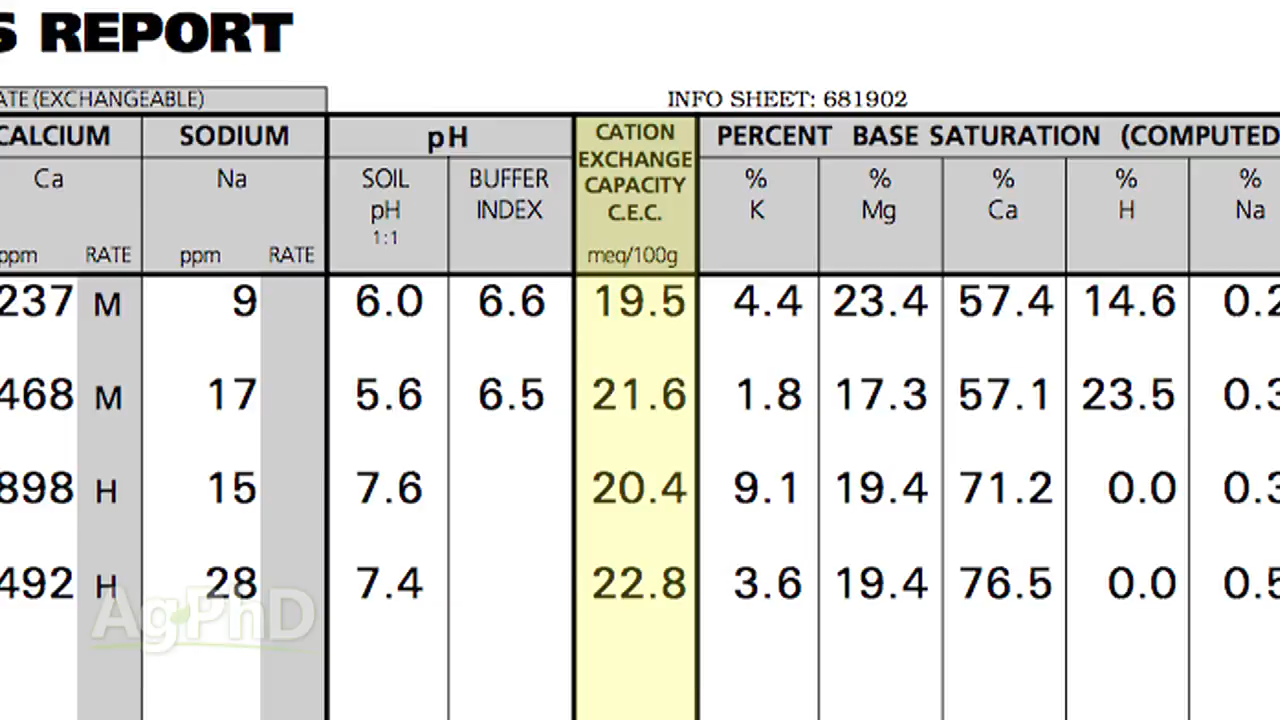 S REPORT
ATE (EXCHANGEABLE)
INFO SHEET: 681902
CALCIUM SODIUM pH CATION EXCHANGE CAPACITY C.E.C. PERCENT BASE SATURATION (COMPUTED
Ca Na SOIL pH 1:1 BUFFER INDEX % K % Mg % Ca % H % Na
ppm RATE ppm RATE meq/100g
237 M 9 6.0 6.6 19.5 4.4 23.4 57.4 14.6 0.2
468 M 17 5.6 6.5 21.6 1.8 17.3 57.1 23.5 0.3
898 H 15 7.6 20.4 9.1 19.4 71.2 0.0 0.3
492 H 28 7.4 22.8 3.6 19.4 76.5 0.0 0.5
AgPhD